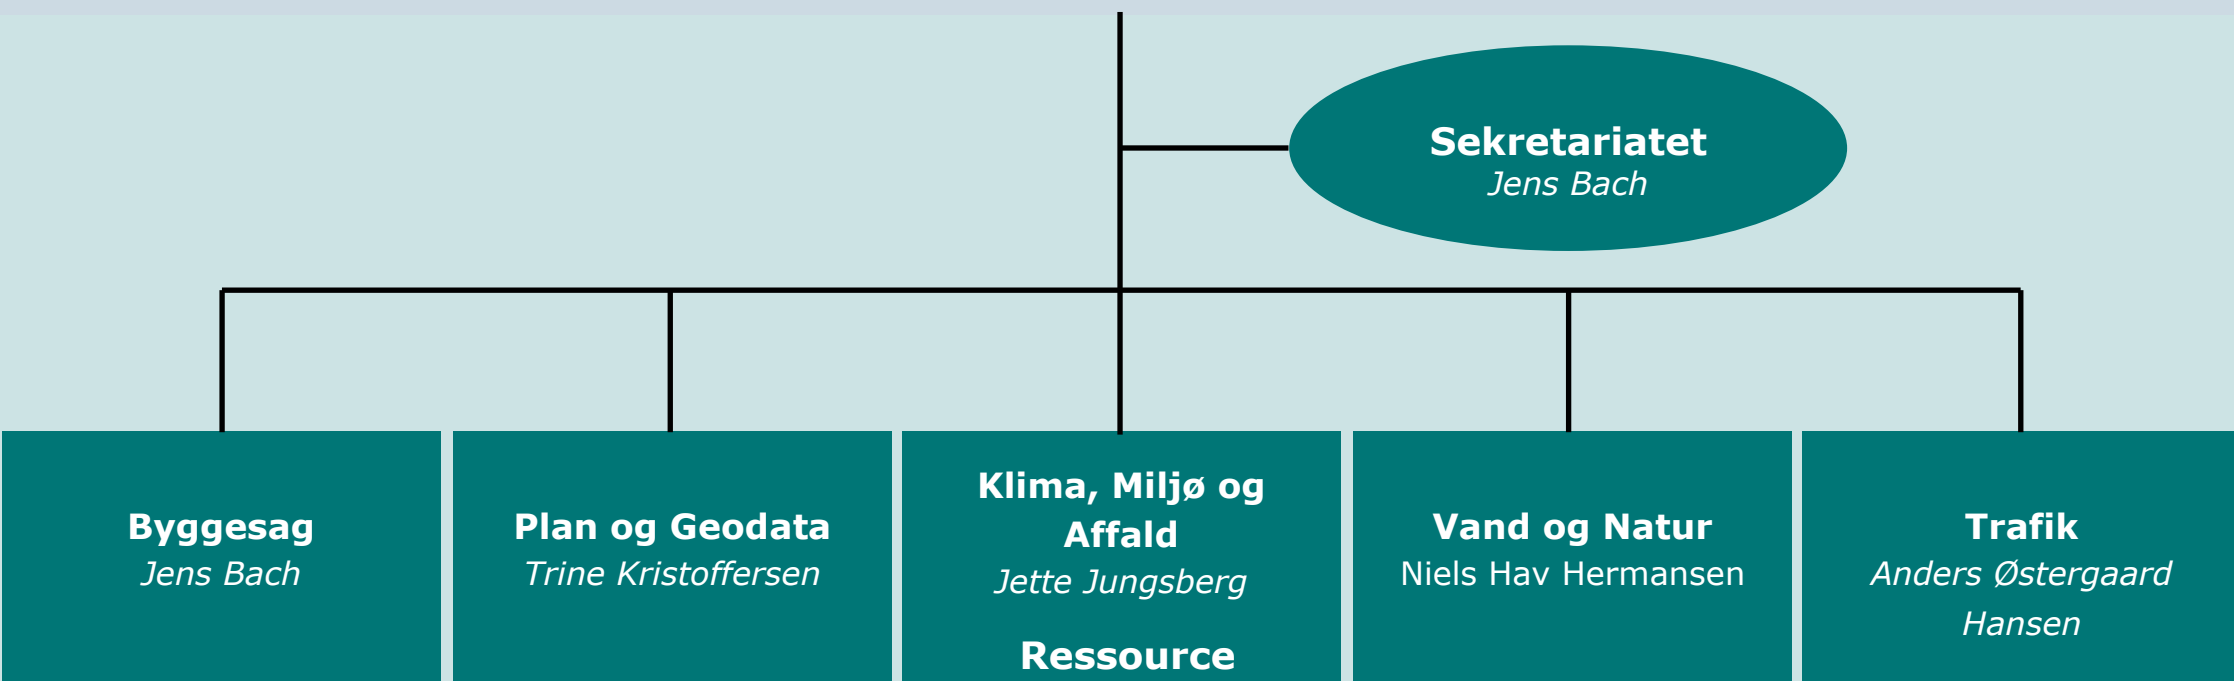 Sekretariatet
Jens Bach
Byggesag
Jens Bach
Plan og Geodata
Trine Kristoffersen
Klima, Miljø og
Affald
Jette Jungsberg
Ressource
Vand og Natur
Niels Hav Hermansen
Trafik
Anders Østergaard
Hansen